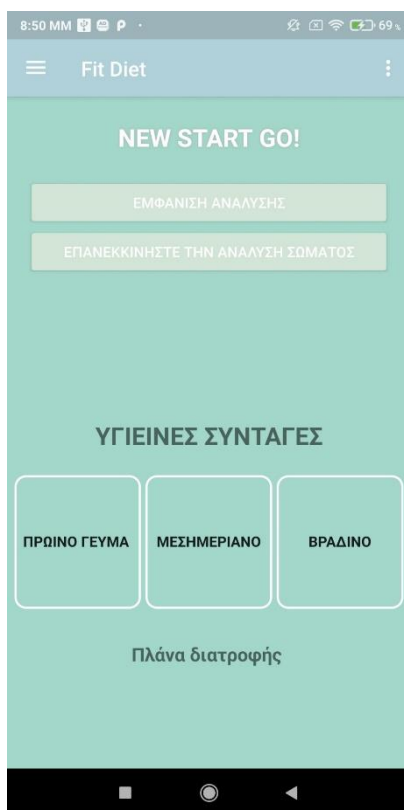 8:50 ΜΜ 69%
Fit Diet
NEW START GO!
ΕΜΦΑΝΙΣΗ ΑΝΑΛΥΣΗΣ
ΕΠΑΝΕΚΚΙΝΗΣΤΕ ΤΗΝ ΑΝΑΛΥΣΗ ΣΩΜΑΤΟΣ
ΥΓΙΕΙΝΕΣ ΣΥΝΤΑΓΕΣ
ΠΡΩΙΝΟ ΓΕΥΜΑ ΜΕΣΗΜΕΡΙΑΝΟ ΒΡΑΔΙΝΟ
Πλάνα διατροφής